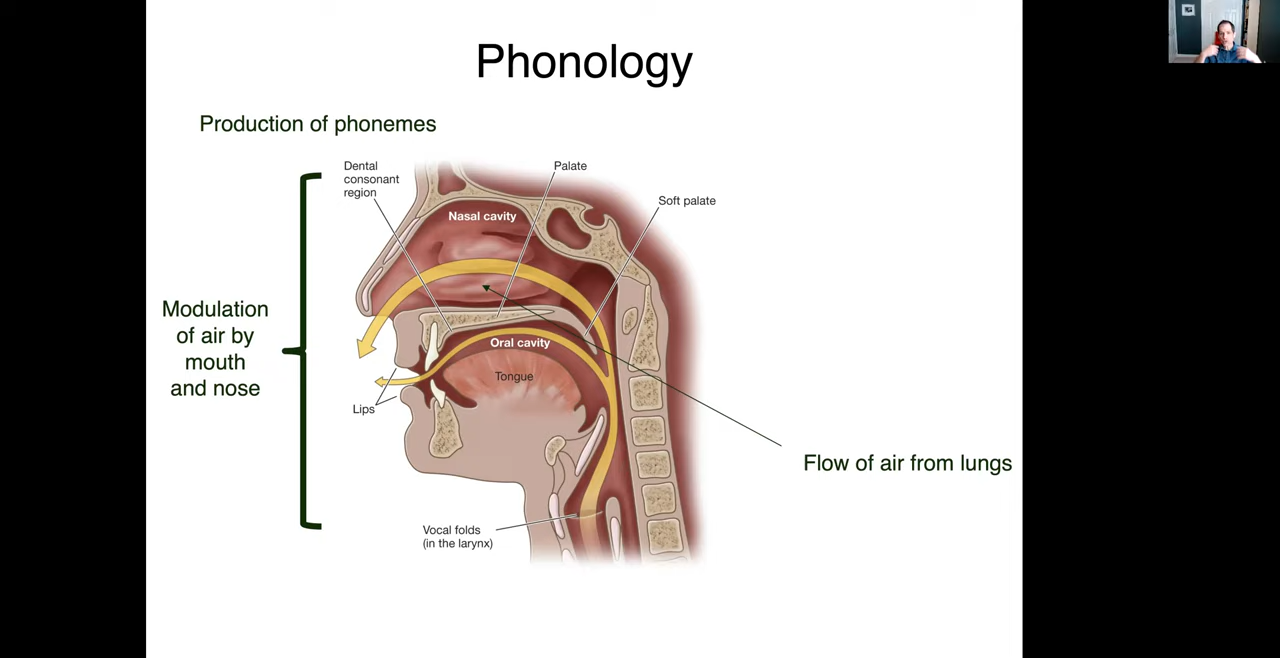 Phonology
Production of phonemes
Dental
consonant
region
Palate
Soft palate
Nasal cavity
Modulation
of air by
mouth
and nose
Oral cavity
Tongue
Lips
Flow of air from lungs
Vocal folds
(in the larynx)